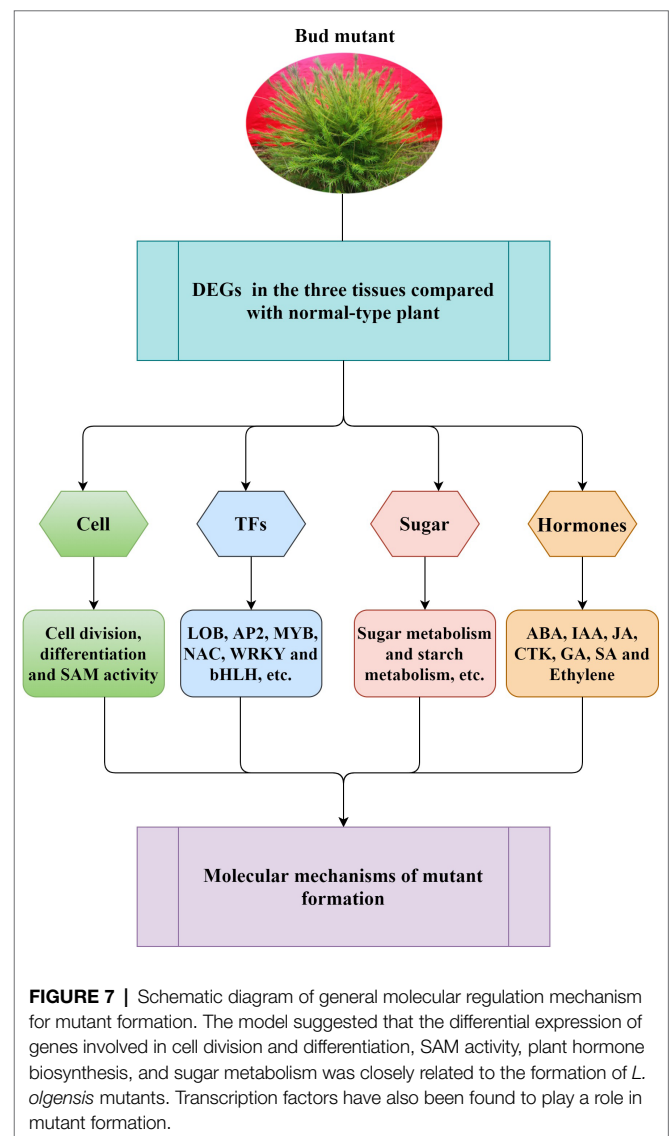 Bud mutant
DEGs in the three tissues compared
with normal-type plant
Cell
TFs
Sugar
Hormones
Cell division,
differentiation
and SAM activity
LOB, AP2, MYB,
NAC, WRKY and
bHLH, etc.
Sugar metabolism
and starch
metabolism, etc.
ABA, IAA, JA,
CTK, GA, SA and
Ethylene
Molecular mechanisms of mutant
formation
FIGURE 7 | Schematic diagram of general molecular regulation mechanism
for mutant formation. The model suggested that the differential expression of
genes involved in cell division and differentiation, SAM activity, plant hormone
biosynthesis, and sugar metabolism was closely related to the formation of L.
olgensis mutants. Transcription factors have also been found to play a role in
mutant formation.